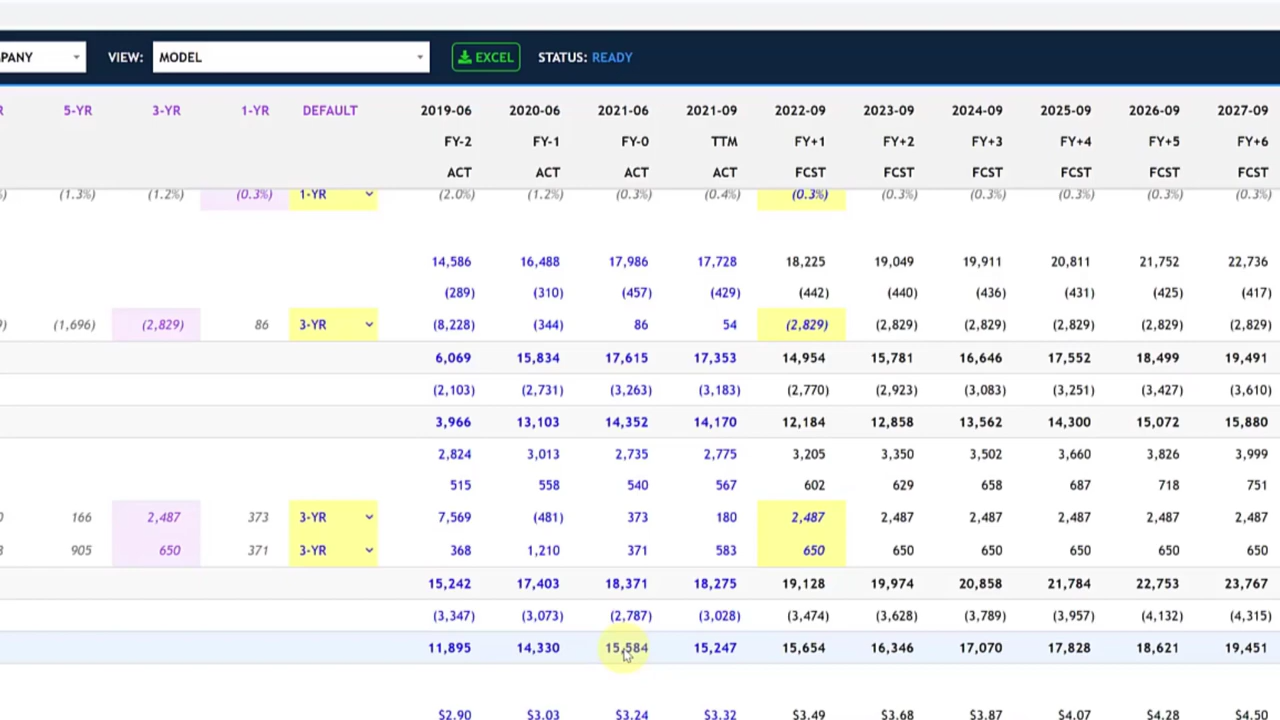 PANY VIEW: MODEL EXCEL STATUS: READY
R 5-YR 3-YR 1-YR DEFAULT 2019-06 2020-06 2021-06 2021-09 2022-09 2023-09 2024-09 2025-09 2026-09 2027-09
FY-2 FY-1 FY-0 TTM FY+1 FY+2 FY+3 FY+4 FY+5 FY+6
ACT ACT ACT ACT FCST FCST FCST FCST FCST FCST
) (1.3%) (1.2%) (0.3%) 1-YR (2.0%) (1.2%) (0.3%) (0.4%) (0.3%) (0.3%) (0.3%) (0.3%) (0.3%) (0.3%)
14,586 16,488 17,986 17,728 18,225 19,049 19,911 20,811 21,752 22,736
(289) (310) (457) (429) (442) (440) (436) (431) (425) (417)
) (1,696) (2,829) 86 3-YR (8,228) (344) 86 54 (2,829) (2,829) (2,829) (2,829) (2,829) (2,829)
6,069 15,834 17,615 17,353 14,954 15,781 16,646 17,552 18,499 19,491
(2,103) (2,731) (3,263) (3,183) (2,770) (2,923) (3,083) (3,251) (3,427) (3,610)
3,966 13,103 14,352 14,170 12,184 12,858 13,562 14,300 15,072 15,880
2,824 3,013 2,735 2,775 3,205 3,350 3,502 3,660 3,826 3,999
515 558 540 567 602 629 658 687 718 751
0 166 2,487 373 3-YR 7,569 (481) 373 180 2,487 2,487 2,487 2,487 2,487 2,487
905 650 371 3-YR 368 1,210 371 583 650 650 650 650 650 650
15,242 17,403 18,371 18,275 19,128 19,974 20,858 21,784 22,753 23,767
(3,347) (3,073) (2,787) (3,028) (3,474) (3,628) (3,789) (3,957) (4,132) (4,315)
11,895 14,330 15,584 15,247 15,654 16,346 17,070 17,828 18,621 19,451
$2.90 $3.03 $3.24 $3.32 $3.49 $3.68 $3.87 $4.07 $4.28 $4.50